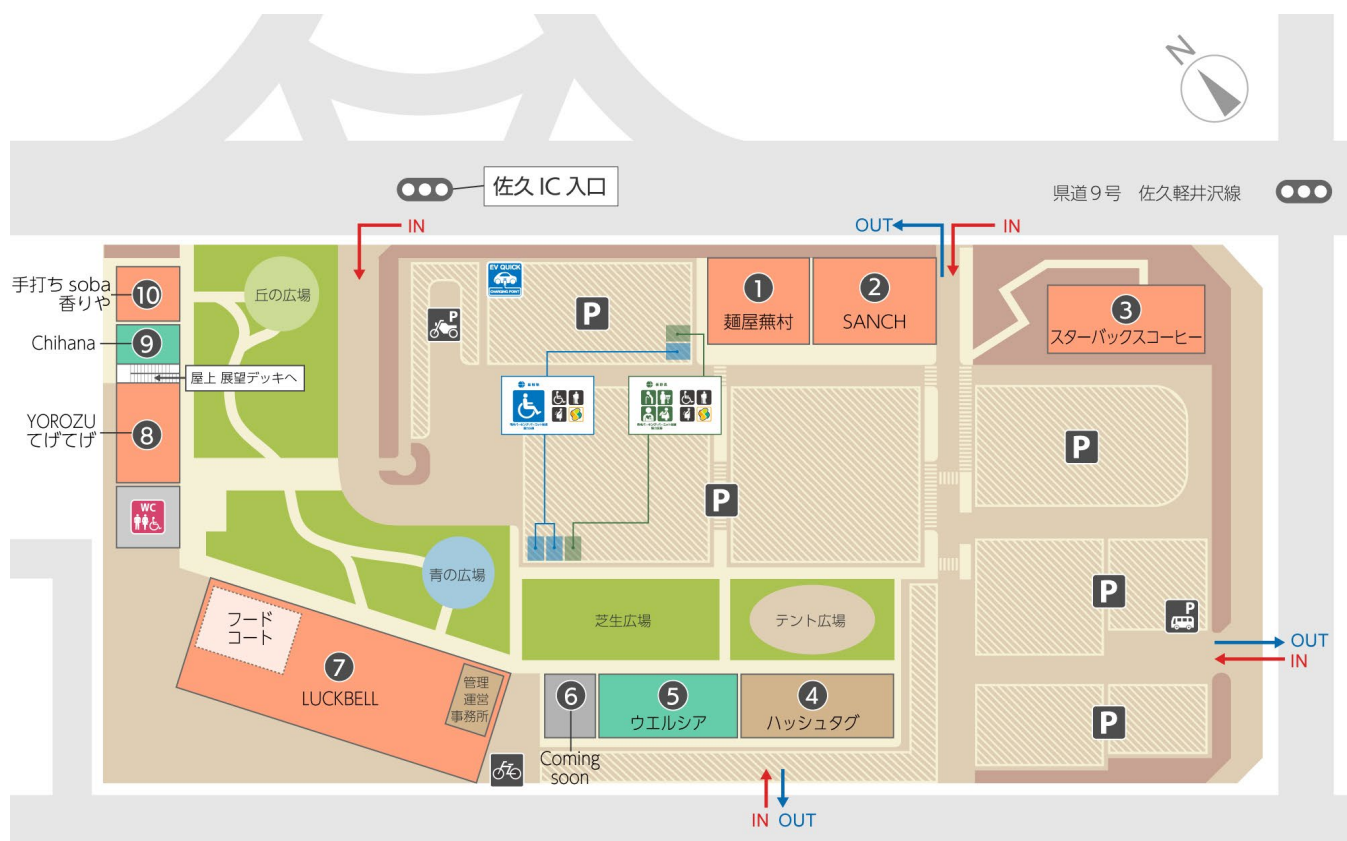 N
佐久 IC 入口
県道9号 佐久軽井沢線
IN
OUT
IN
手打ち soba
香りや
10
丘の広場
EV QUICK
CHARGING POINT
P
P
1
麺屋蕪村
2
SANCH
3
スターバックスコーヒー
Chihana
9
屋上 展望デッキへ
YOROZU
てげてげ
8
P
P
WC
青の広場
芝生広場
テント広場
P
P
OUT
IN
フード
コート
7
LUCKBELL
管理
運営
事務所
6
Coming
soon
5
ウエルシア
4
ハッシュタグ
P
IN
OUT